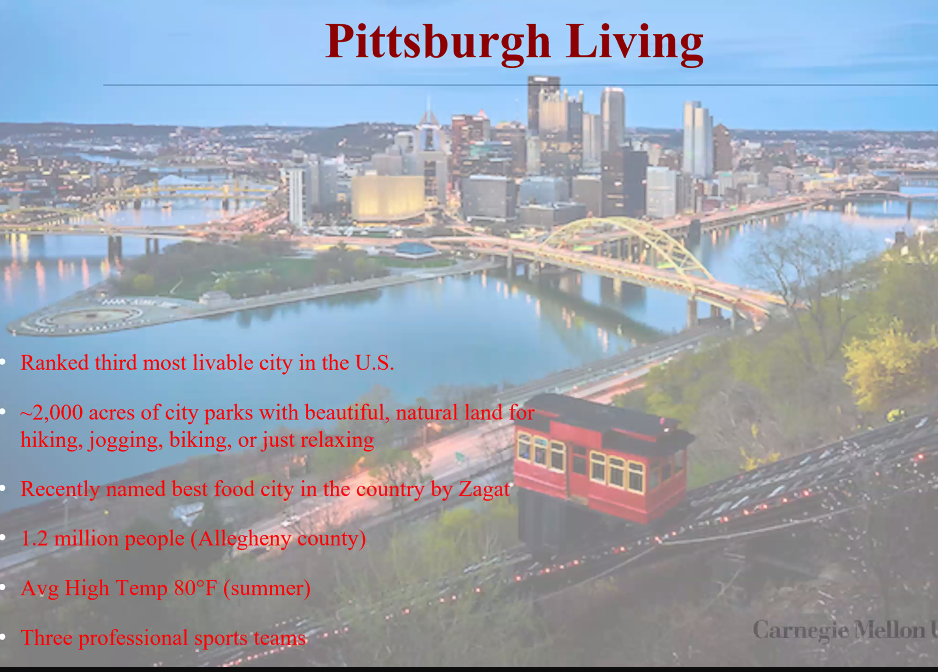 Pittsburgh Living
• Ranked third most livable city in the U.S.
• ~2,000 acres of city parks with beautiful, natural land for
hiking, jogging, biking, or just relaxing
• Recently named best food city in the country by Zagat
• 1.2 million people (Allegheny county)
• Avg High Temp 80°F (summer)
• Three professional sports teams
Carnegie Mellon U